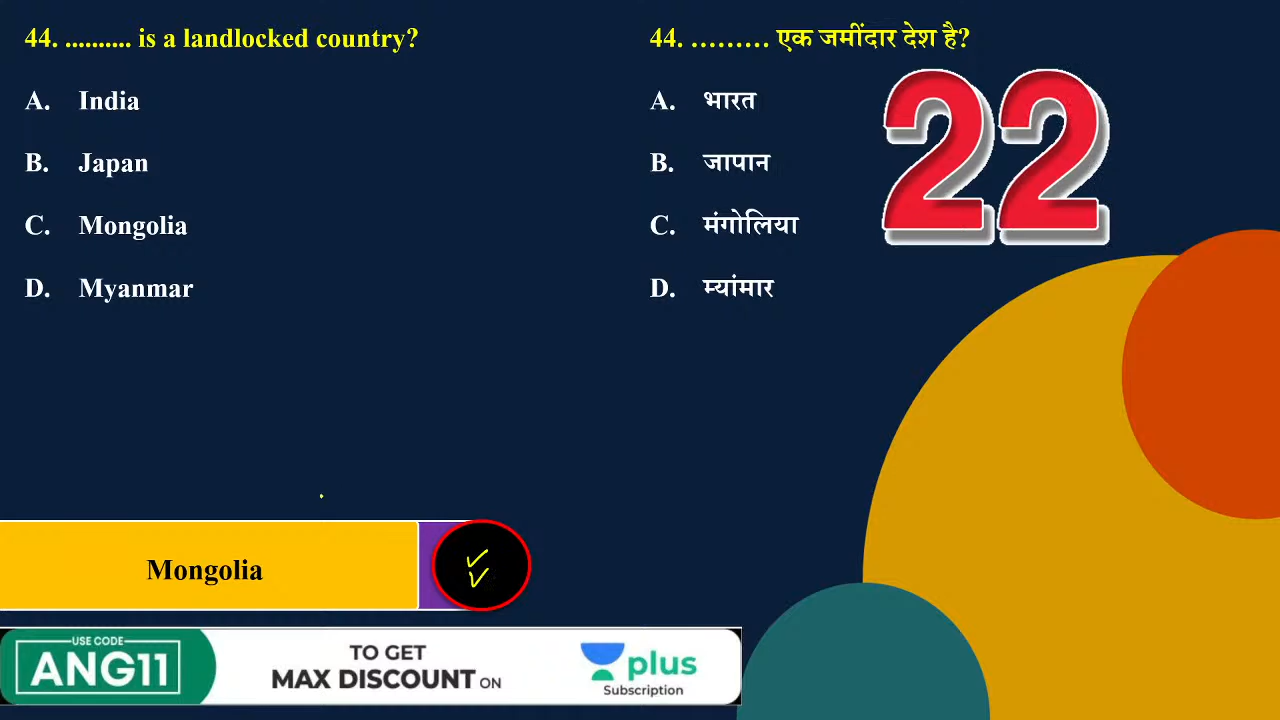 44. .......... is a landlocked country?
A. India
B. Japan
C. Mongolia
D. Myanmar
44. ......... एक जमींदार देश है?
A. भारत
B. जापान
C. मंगोलिया
D. म्यांमार
22
Mongolia
USE CODE
ANG11
TO GET
MAX DISCOUNT ON
plus
Subscription